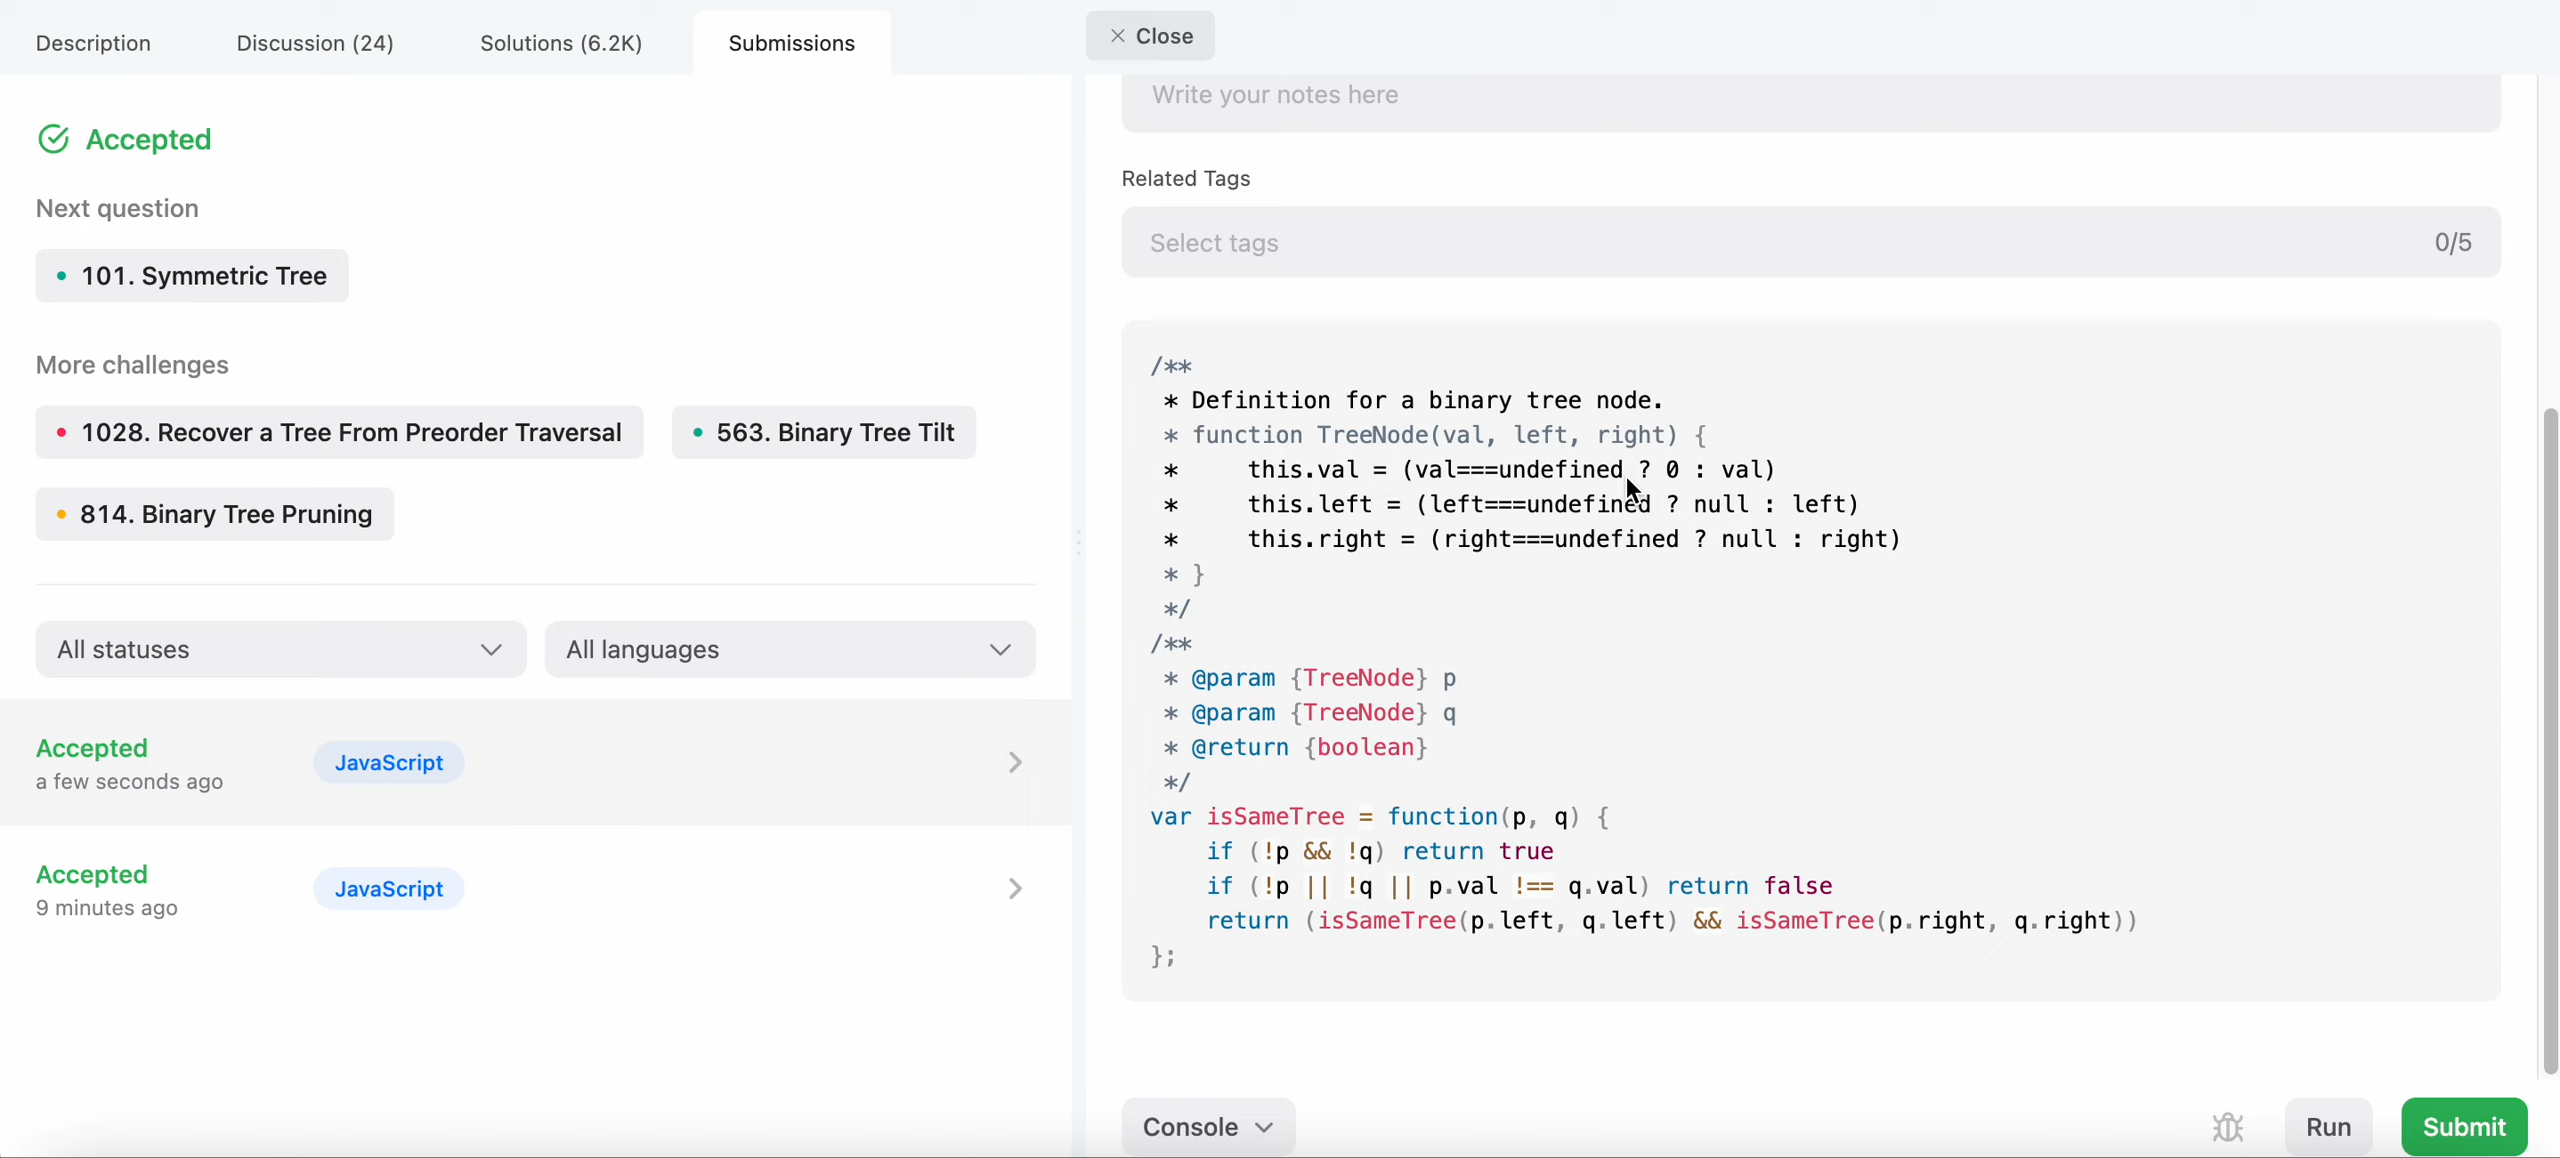 Description Discussion (24) Solutions (6.2K) Submissions
Accepted
Next question
101. Symmetric Tree
More challenges
1028. Recover a Tree From Preorder Traversal 563. Binary Tree Tilt
814. Binary Tree Pruning
All statuses All languages
Accepted
a few seconds ago
JavaScript
Accepted
9 minutes ago
JavaScript
Close
Write your notes here
Related Tags
Select tags 0/5
/**
 * Definition for a binary tree node.
 * function TreeNode(val, left, right) {
 *     this.val = (val===undefined ? 0 : val)
 *     this.left = (left===undefined ? null : left)
 *     this.right = (right===undefined ? null : right)
 * }
 */
/**
 * @param {TreeNode} p
 * @param {TreeNode} q
 * @return {boolean}
 */
var isSameTree = function(p, q) {
    if (!p && !q) return true
    if (!p || !q || p.val !== q.val) return false
    return (isSameTree(p.left, q.left) && isSameTree(p.right, q.right))
};
Console Run Submit